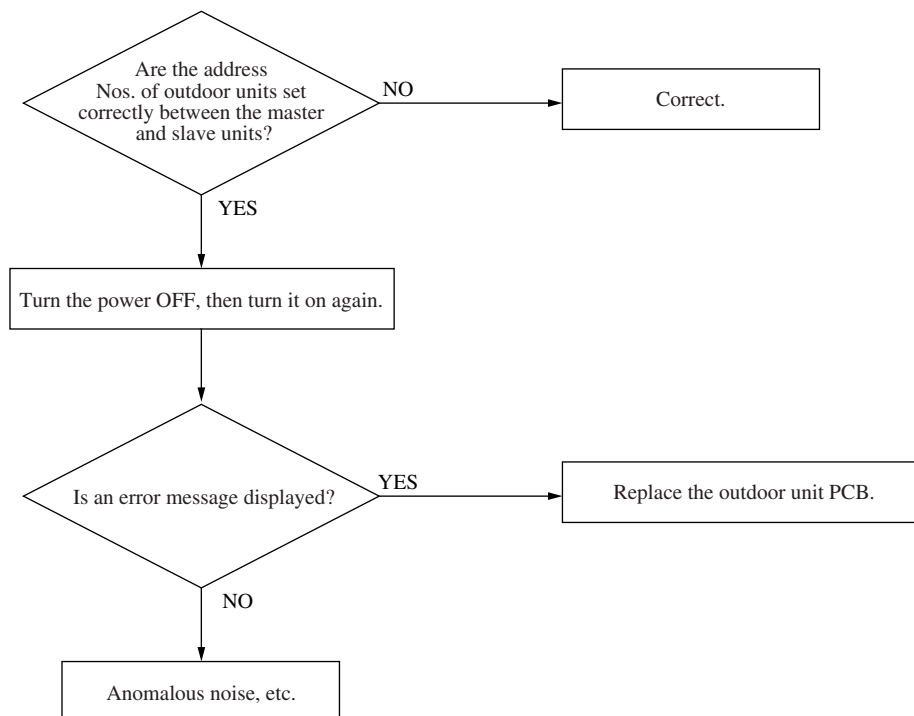 Are the address
Nos. of outdoor units set
correctly between the master
and slave units?
NO
Correct.
YES
Turn the power OFF, then turn it on again.
Is an error message displayed?
YES
Replace the outdoor unit PCB.
NO
Anomalous noise, etc.